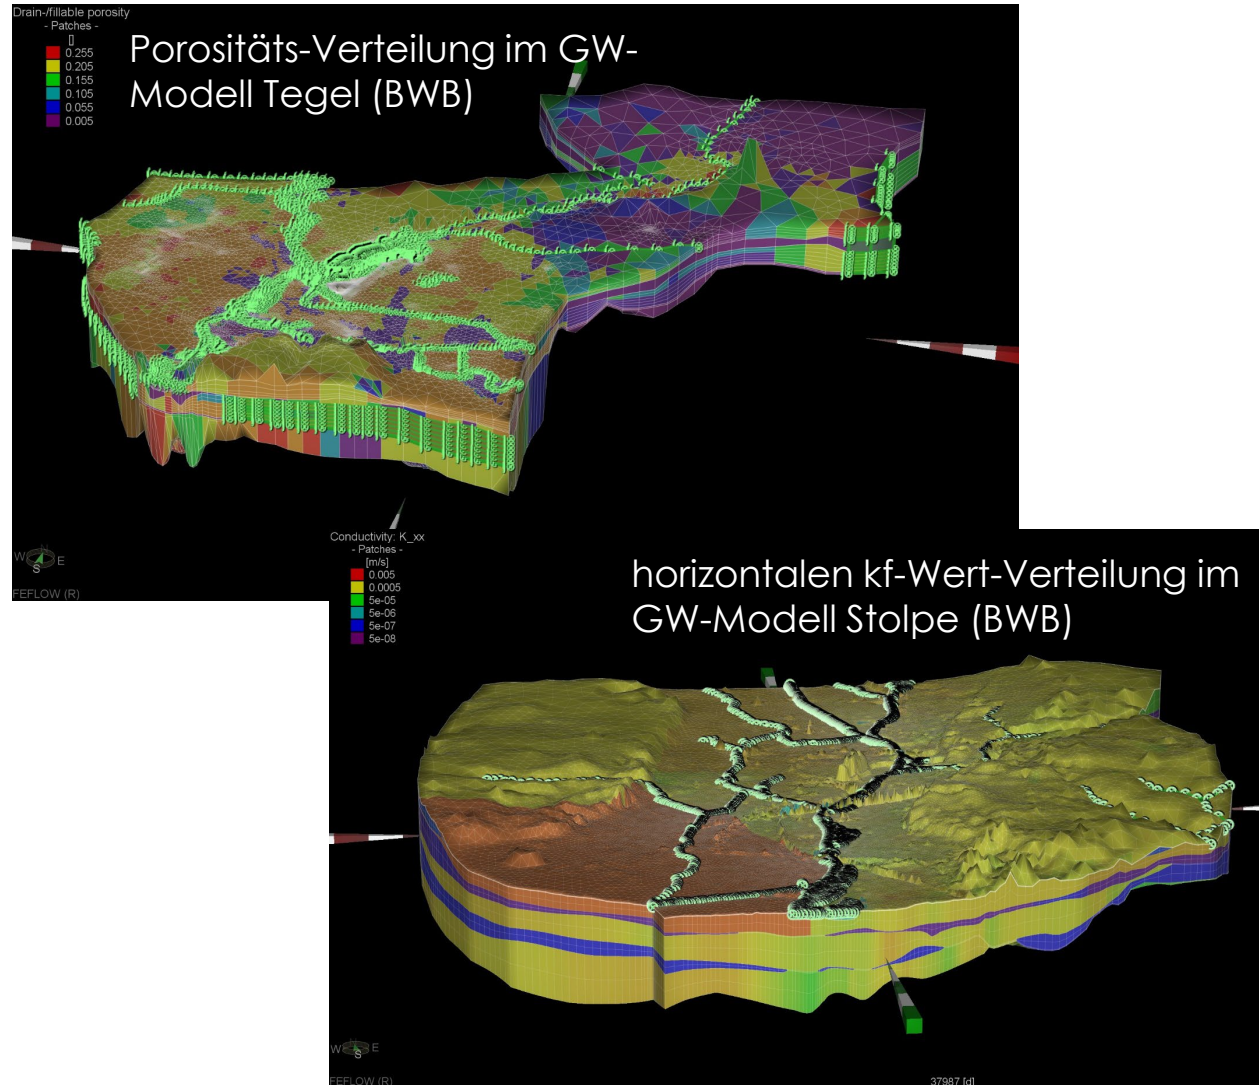 Drain-/fillable porosity
- Patches -
[]
0.255
0.205
0.155
0.105
0.055
0.005
Porositäts-Verteilung im GW-
Modell Tegel (BWB)
W E
S
FEFLOW (R)
Conductivity: K_xx
- Patches -
[m/s]
0.005
0.0005
5e-05
5e-06
5e-07
5e-08
horizontalen kf-Wert-Verteilung im
GW-Modell Stolpe (BWB)
W E
S
FEFLOW (R)
37987 [d]